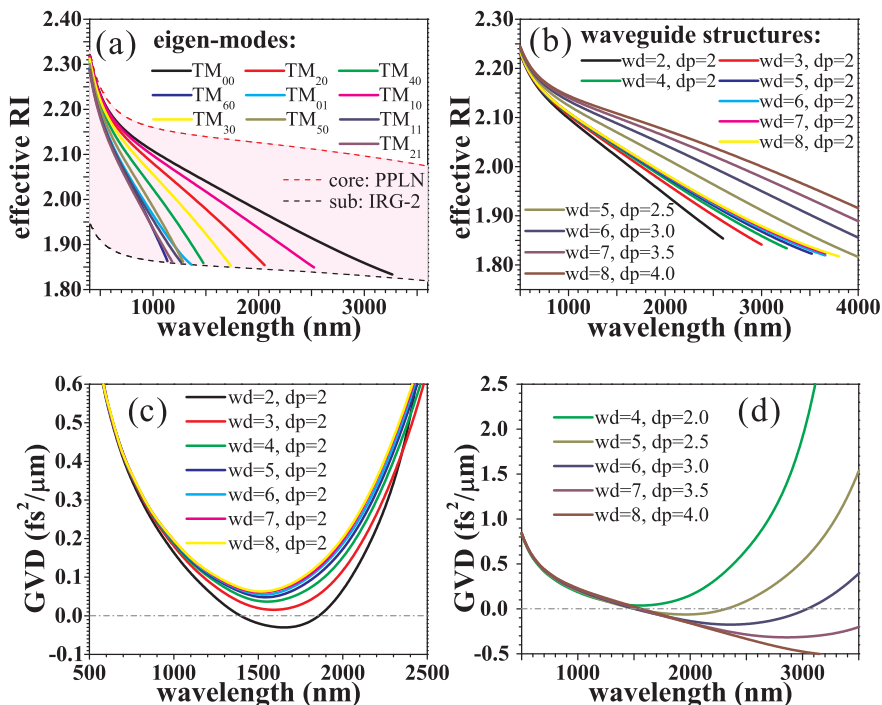 (a) eigen-modes:
TM00 TM20 TM40
TM60 TM01 TM10
TM30 TM50 TM11
TM21
core: PPLN
sub: IRG-2
2.40
2.30
2.20
2.10
2.00
1.90
1.80
effective RI
1000 2000 3000
wavelength (nm)
(b) waveguide structures:
wd=2, dp=2 wd=3, dp=2
wd=4, dp=2 wd=5, dp=2
wd=6, dp=2
wd=7, dp=2
wd=8, dp=2
wd=5, dp=2.5
wd=6, dp=3.0
wd=7, dp=3.5
wd=8, dp=4.0
2.30
2.20
2.10
2.00
1.90
1.80
effective RI
1000 2000 3000 4000
wavelength (nm)
(c)
wd=2, dp=2
wd=3, dp=2
wd=4, dp=2
wd=5, dp=2
wd=6, dp=2
wd=7, dp=2
wd=8, dp=2
0.6
0.5
0.4
0.3
0.2
0.1
0.0
-0.1
GVD (fs²/μm)
500 1000 1500 2000 2500
wavelength (nm)
(d)
wd=4, dp=2.0
wd=5, dp=2.5
wd=6, dp=3.0
wd=7, dp=3.5
wd=8, dp=4.0
2.5
2.0
1.5
1.0
0.5
0.0
-0.5
GVD (fs²/μm)
1000 2000 3000
wavelength (nm)